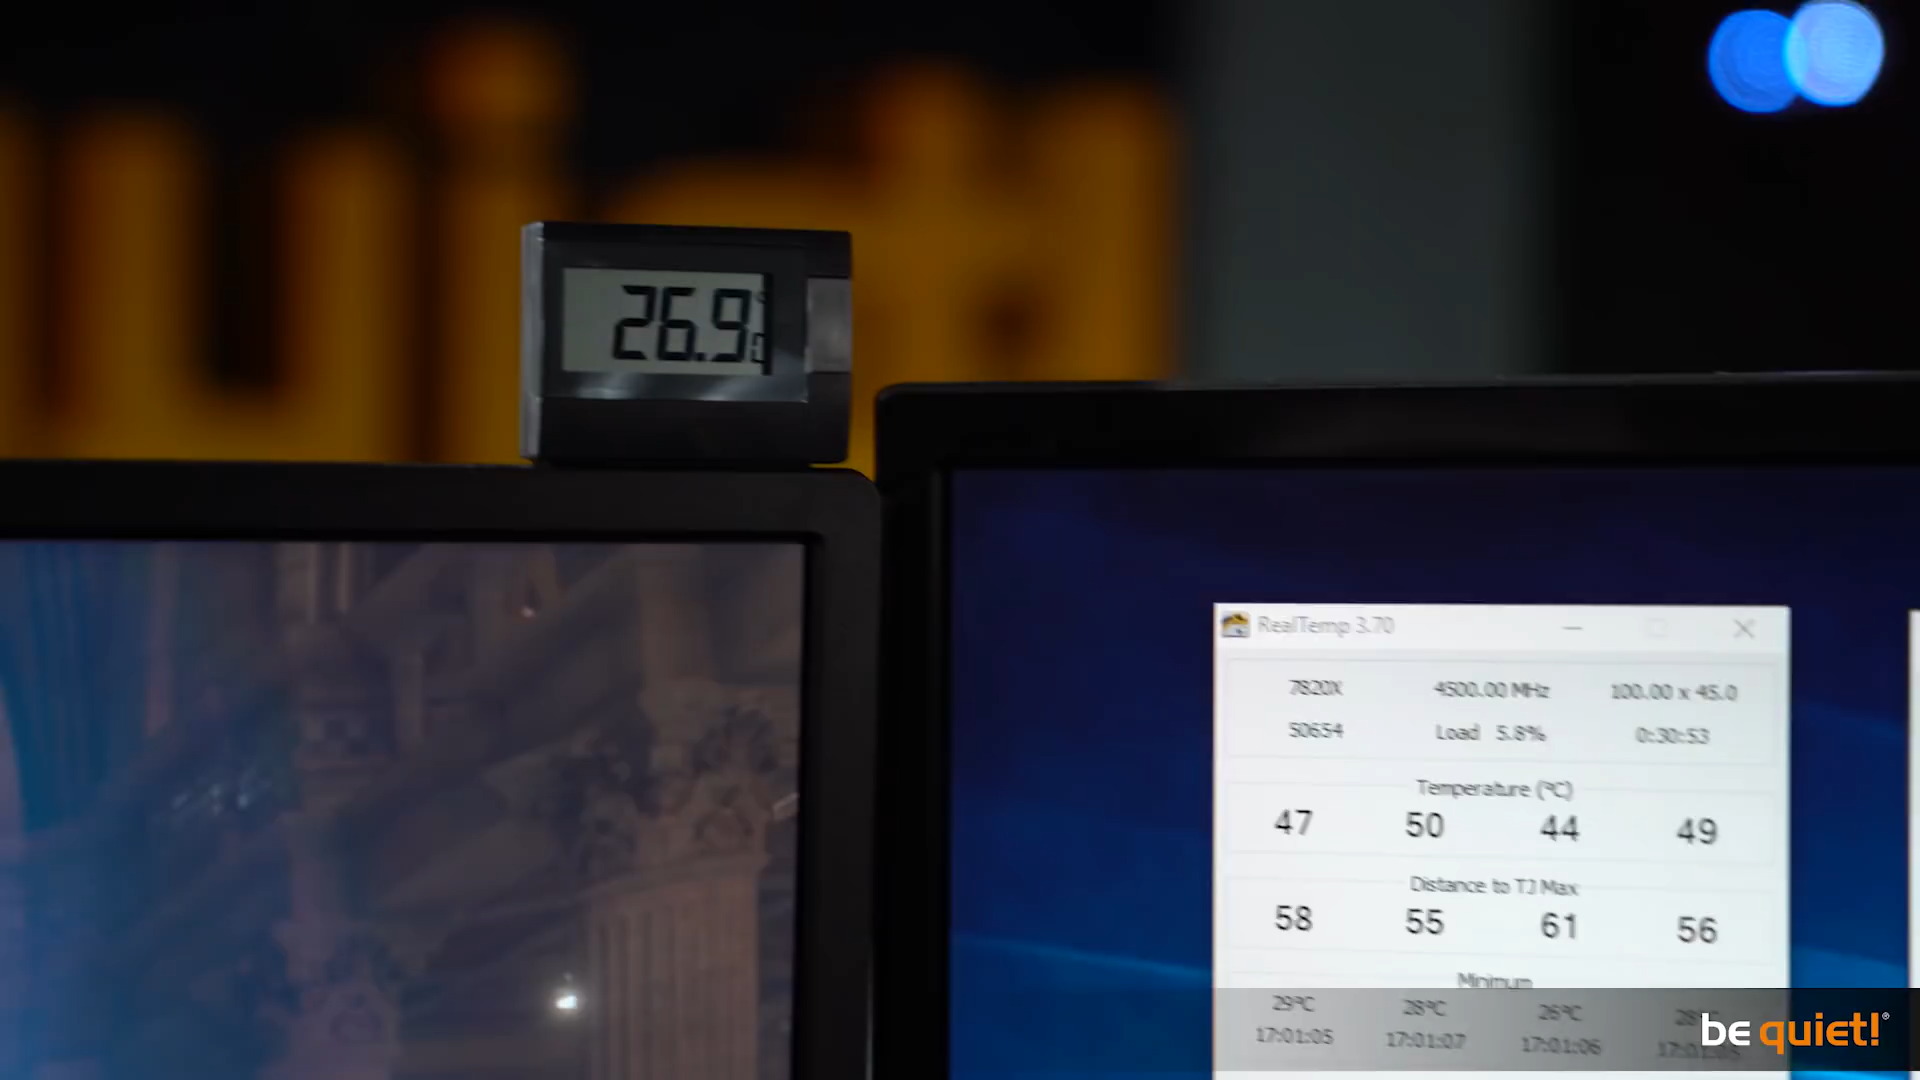 uiet!
26.9°C
RealTemp 3.70
7820X 4500.00 MHz 100.00 x 45.0
50654 Load 5.8% 0:30:53
Temperature (°C)
47 50 44 49
Distance to TJ Max
58 55 61 56
Minimum
29°C 28°C 26°C
17:01:05 17:01:07 17:01:06
be quiet!®